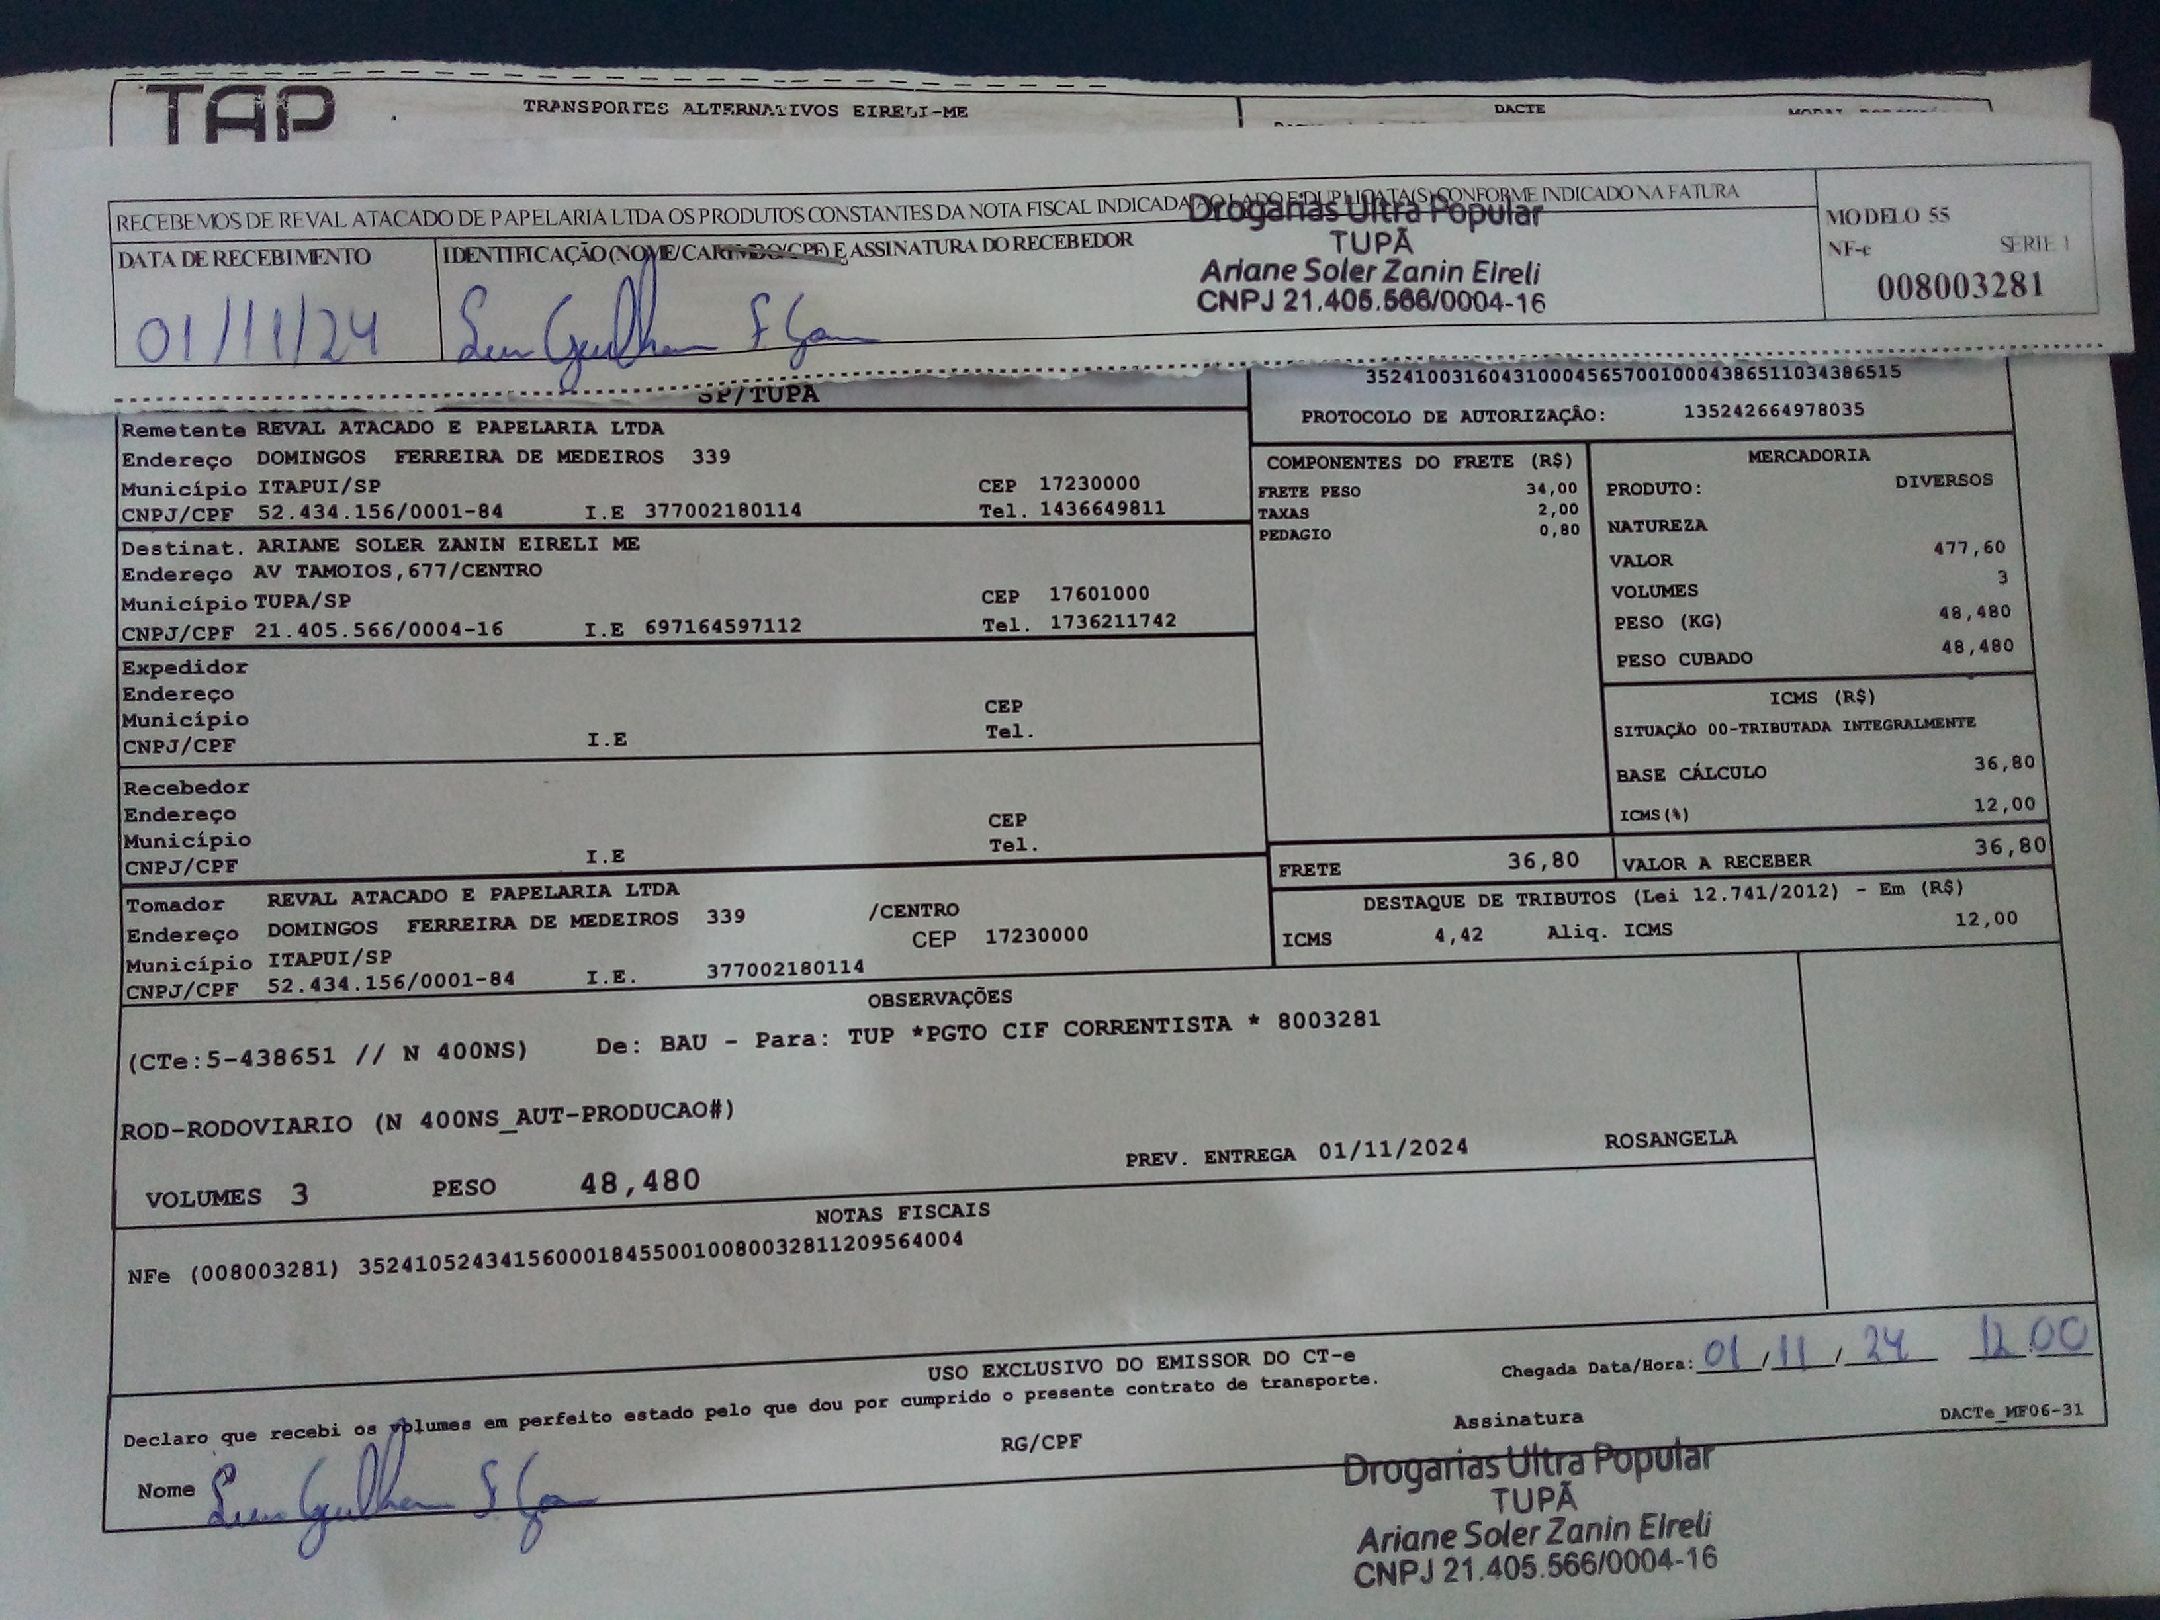 TAP
TRANSPORTES ALTERNATIVOS EIRELI-ME
DACTE
RECEBEMOS DE REVAL ATACADO DE PAPELARIA LTDA OS PRODUTOS CONSTANTES DA NOTA FISCAL INDICADA AO LADO E DUPLICATA(S) CONFORME INDICADO NA FATURA
DATA DE RECEBIMENTO
01/11/24
IDENTIFICAÇÃO (NOME/CARIMBO/CPF) E ASSINATURA DO RECEBEDOR
Drogarias Ultra Popular
TUPÃ
Ariane Soler Zanin Eireli
CNPJ 21.405.566/0004-16
MODELO 55
NF-e SERIE 1
008003281
SP/TUPA
35241003160431000456570010004386511034386515
PROTOCOLO DE AUTORIZAÇÃO: 135242664978035
Remetente REVAL ATACADO E PAPELARIA LTDA
Endereço DOMINGOS FERREIRA DE MEDEIROS 339
Município ITAPUI/SP CEP 17230000
CNPJ/CPF 52.434.156/0001-84 I.E 377002180114 Tel. 1436649811
Destinat. ARIANE SOLER ZANIN EIRELI ME
Endereço AV TAMOIOS,677/CENTRO
Município TUPA/SP CEP 17601000
CNPJ/CPF 21.405.566/0004-16 I.E 697164597112 Tel. 1736211742
Expedidor
Endereço
Município CEP
CNPJ/CPF I.E Tel.
Recebedor
Endereço
Município CEP
CNPJ/CPF I.E Tel.
Tomador REVAL ATACADO E PAPELARIA LTDA
Endereço DOMINGOS FERREIRA DE MEDEIROS 339 /CENTRO
Município ITAPUI/SP CEP 17230000
CNPJ/CPF 52.434.156/0001-84 I.E. 377002180114
COMPONENTES DO FRETE (R$)
FRETE PESO 34,00
TAXAS 2,00
PEDAGIO 0,80
MERCADORIA
PRODUTO: DIVERSOS
NATUREZA
VALOR 477,60
VOLUMES 3
PESO (KG) 48,480
PESO CUBADO 48,480
ICMS (R$)
SITUAÇÃO 00-TRIBUTADA INTEGRALMENTE
BASE CÁLCULO 36,80
ICMS(%) 12,00
FRETE 36,80 VALOR A RECEBER 36,80
DESTAQUE DE TRIBUTOS (Lei 12.741/2012) - Em (R$)
ICMS 4,42 Aliq. ICMS 12,00
OBSERVAÇÕES
(CTe:5-438651 // N 400NS) De: BAU - Para: TUP *PGTO CIF CORRENTISTA * 8003281
ROD-RODOVIARIO (N 400NS_AUT-PRODUCAO#)
PREV. ENTREGA 01/11/2024 ROSANGELA
VOLUMES 3 PESO 48,480
NOTAS FISCAIS
NFe (008003281) 35241052434156000184550010080032811209564004
USO EXCLUSIVO DO EMISSOR DO CT-e
Chegada Data/Hora: 01/11/24 12.00
Declaro que recebi os volumes em perfeito estado pelo que dou por cumprido o presente contrato de transporte.
Nome RG/CPF Assinatura DACTe_MF06-31
Drogarias Ultra Popular
TUPÃ
Ariane Soler Zanin Eireli
CNPJ 21.405.566/0004-16